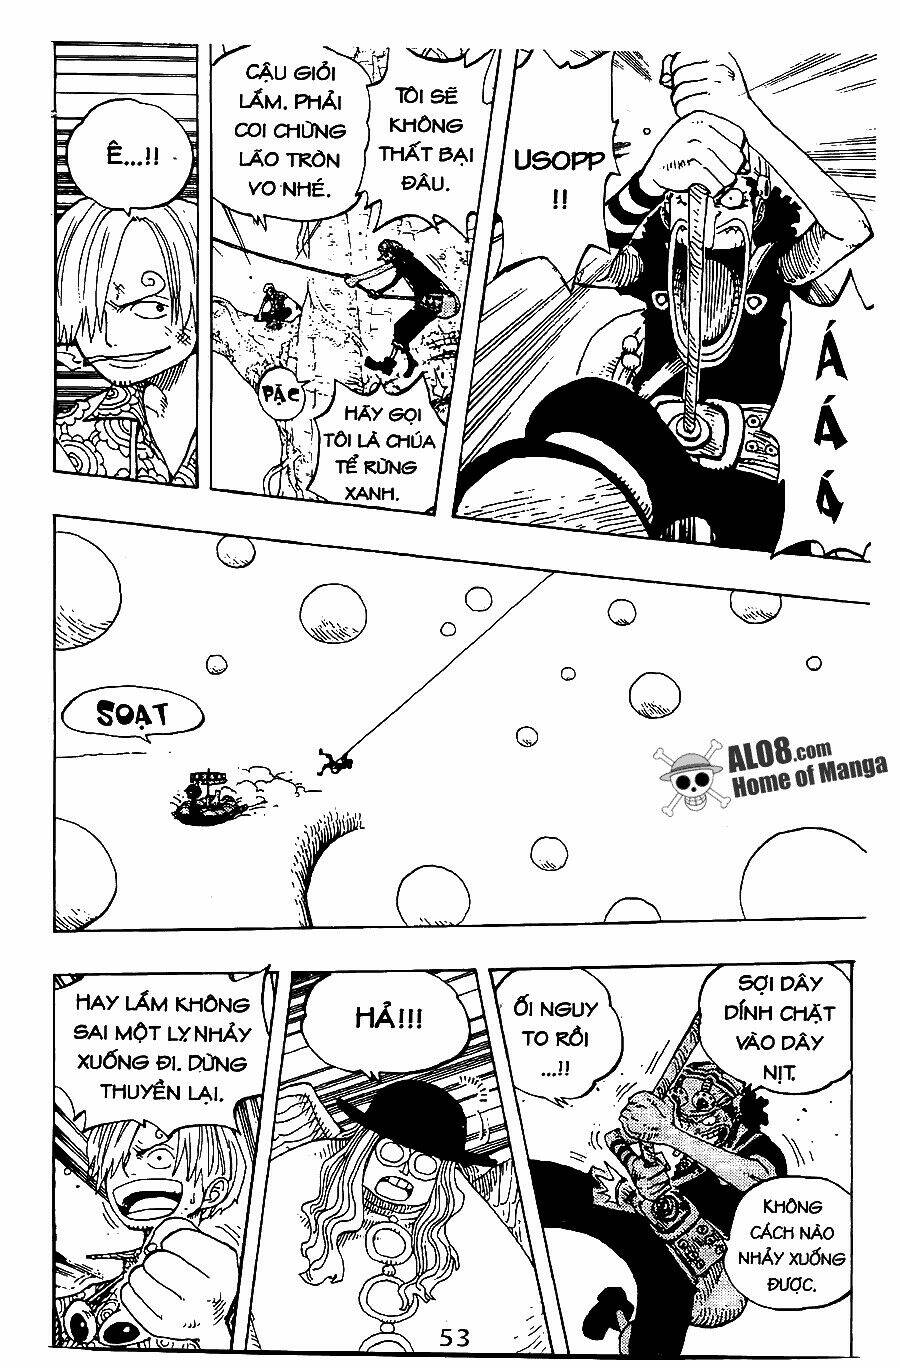 Ê...!!
CẬU GIỎI
LẮM. PHẢI
COI CHỪNG
LÃO TRÒN
VO NHÉ.
TÔI SẼ
KHÔNG
THẤT BẠI
ĐÂU.
PẶC
HÃY GỌI
TÔI LÀ CHÚA
TỂ RỪNG
XANH.
USOPP
!!
Á
Á
Á
SOẠT
ALO8.com
Home of Manga
HAY LẮM KHÔNG
SAI MỘT LY. NHẢY
XUỐNG ĐI. DỪNG
THUYỀN LẠI.
HẢ!!!
ỐI NGUY
TO RỒI
...!!
SỢI DÂY
DÍNH CHẶT
VÀO DÂY
NỊT.
KHÔNG
CÁCH NÀO
NHẢY XUỐNG
ĐƯỢC.
53